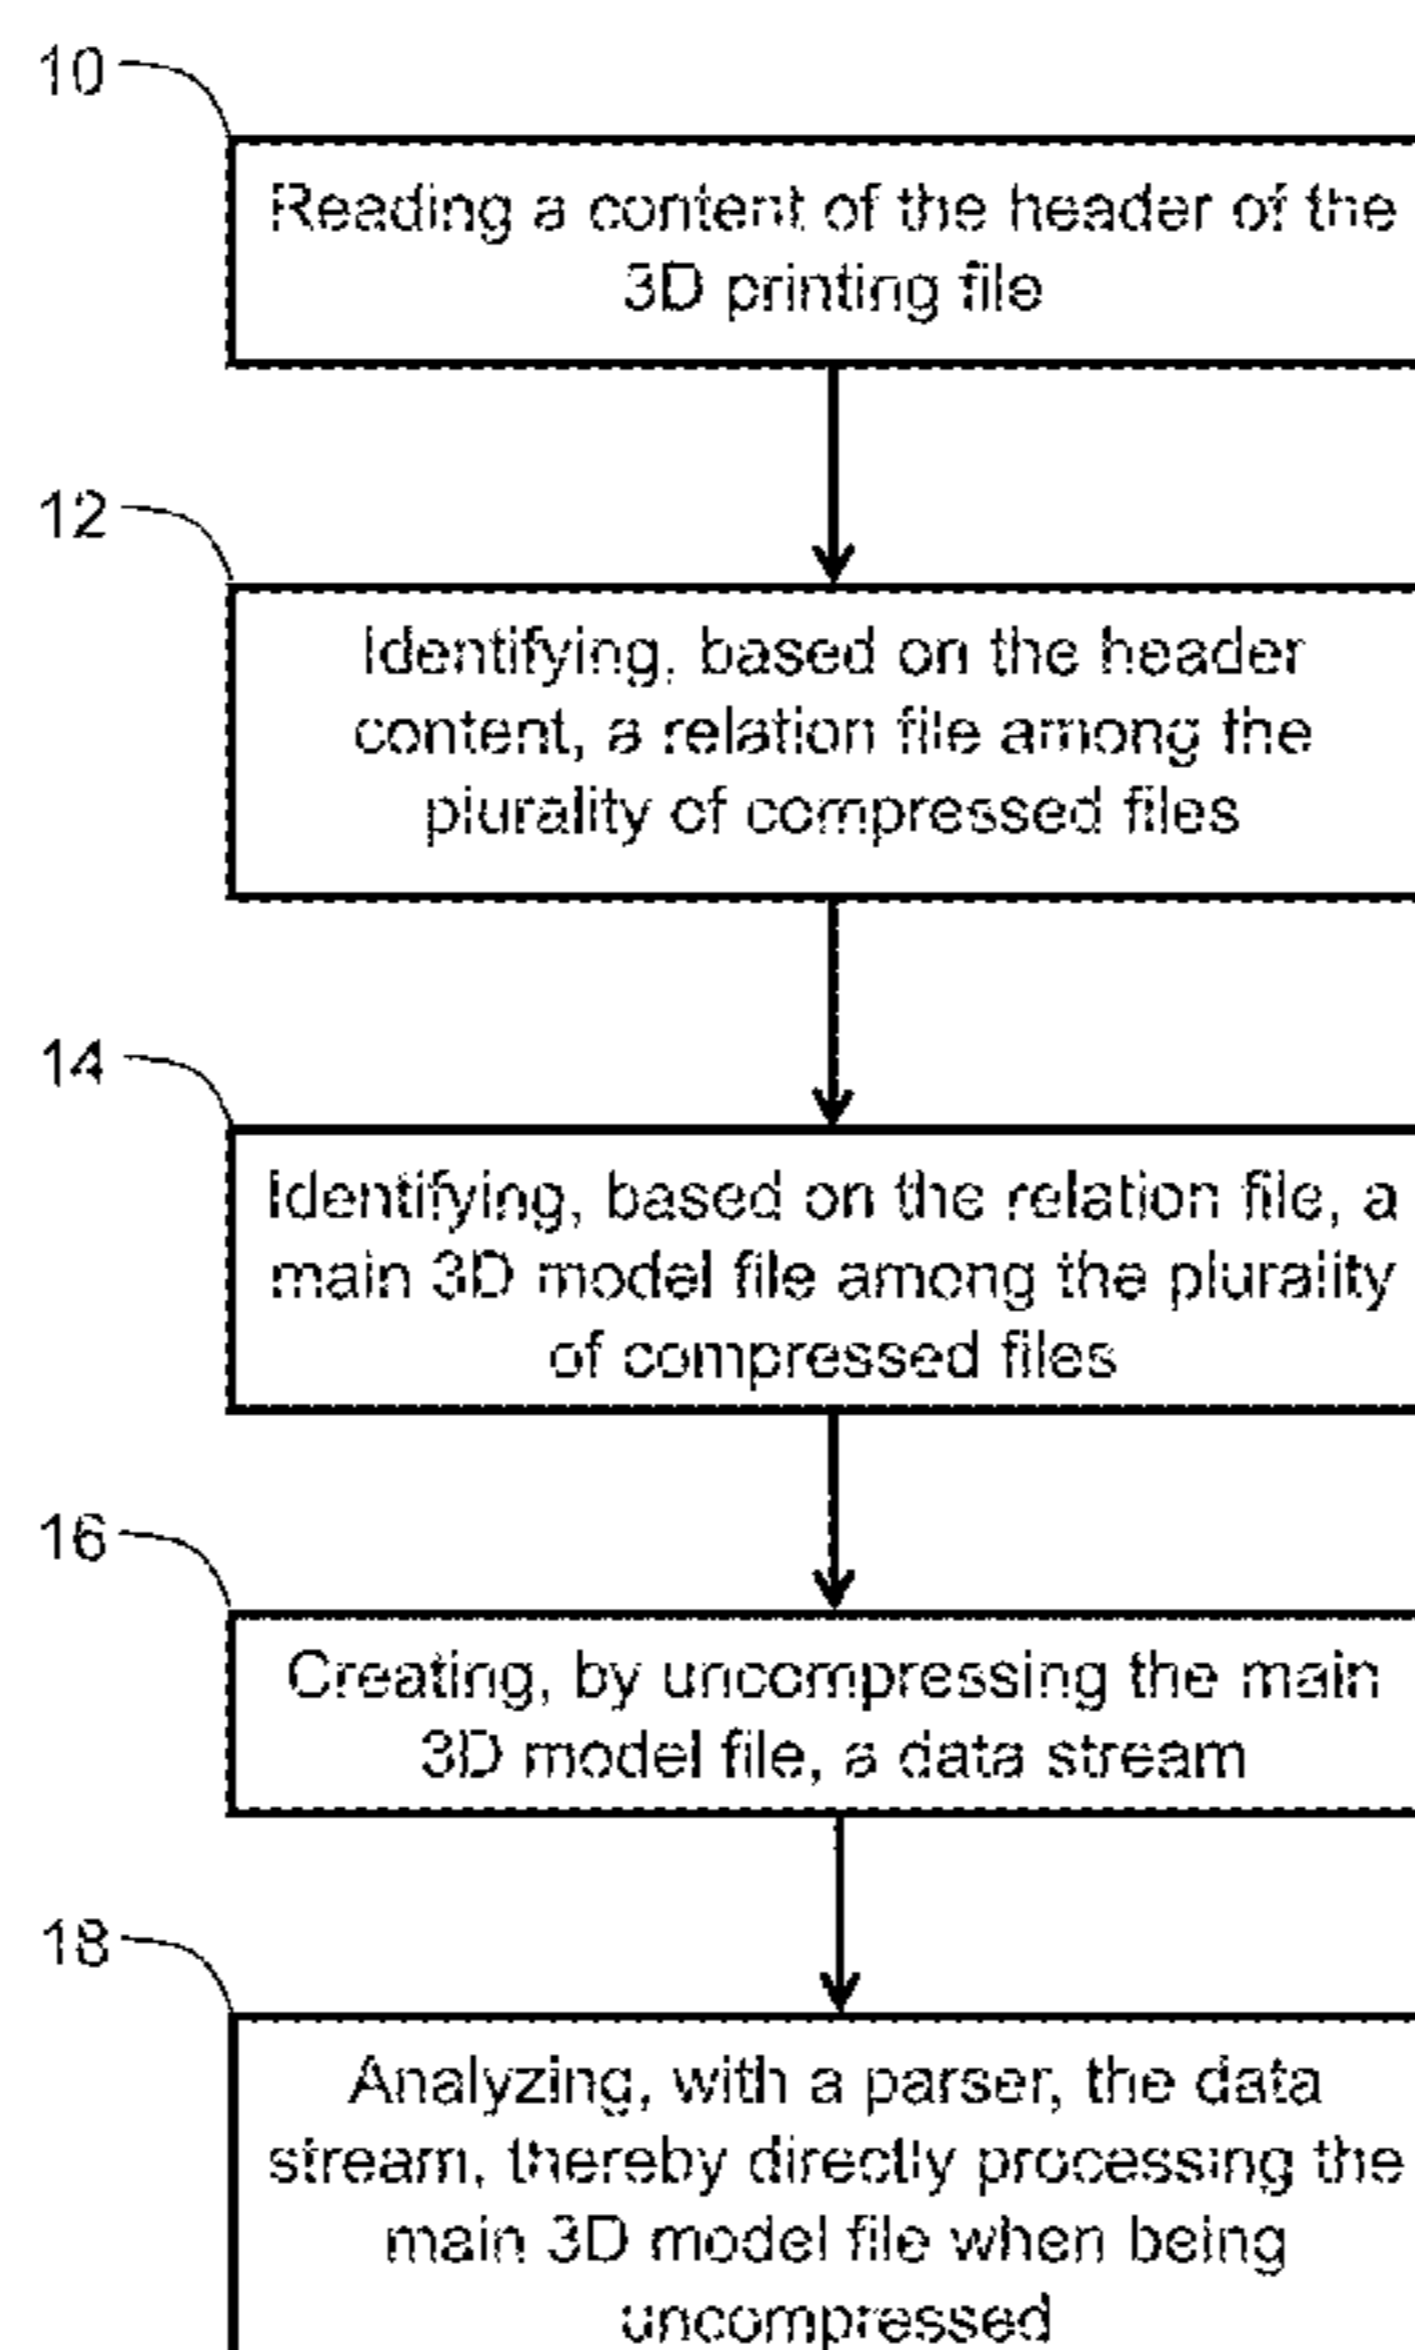 10
Reading a content of the header of the
3D printing file
12
Identifying, based on the header
content, a relation file among the
plurality of compressed files
14
Identifying, based on the relation file, a
main 3D model file among the plurality
of compressed files
16
Creating, by uncompressing the main
3D model file, a data stream
18
Analyzing, with a parser, the data
stream, thereby directly processing the
main 3D model file when being
uncompressed